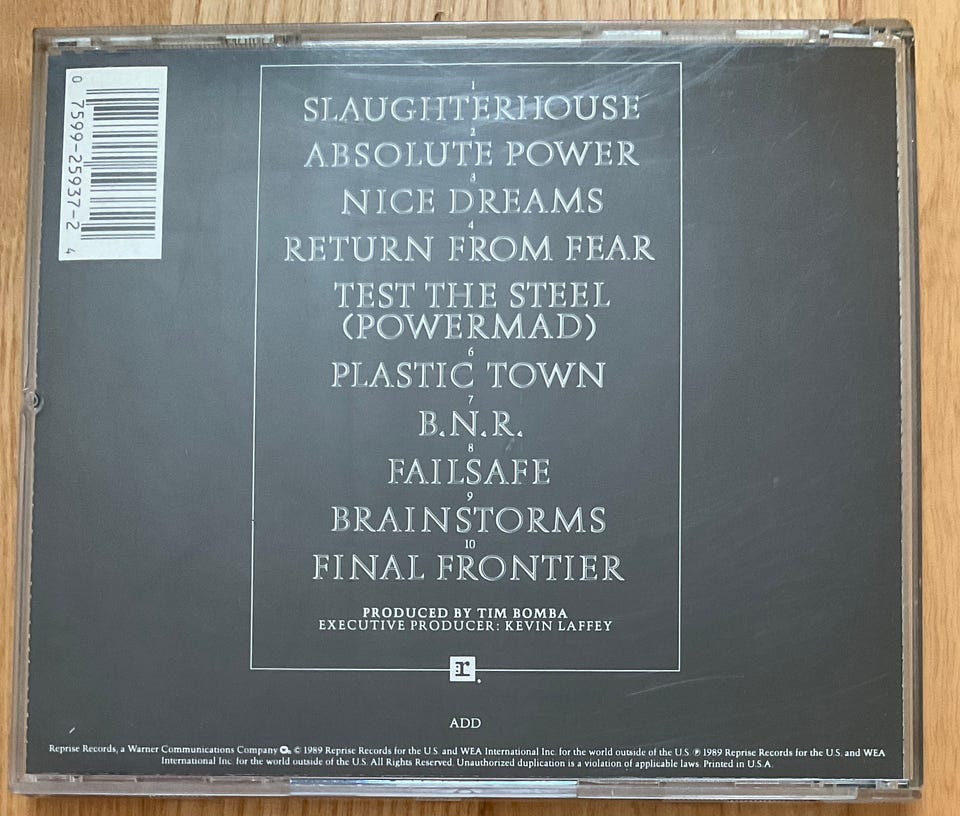 0 7599-25937-2 4
1
SLAUGHTERHOUSE
2
ABSOLUTE POWER
3
NICE DREAMS
4
RETURN FROM FEAR
TEST THE STEEL
(POWERMAD)
6
PLASTIC TOWN
7
B.N.R.
8
FAILSAFE
9
BRAINSTORMS
10
FINAL FRONTIER
PRODUCED BY TIM BOMBA
EXECUTIVE PRODUCER: KEVIN LAFFEY
r.
ADD
Reprise Records, a Warner Communications Company © 1989 Reprise Records for the U.S. and WEA International Inc. for the world outside of the U.S. ℗ 1989 Reprise Records for the U.S. and WEA
International Inc. for the world outside of the U.S. All Rights Reserved. Unauthorized duplication is a violation of applicable laws. Printed in U.S.A.